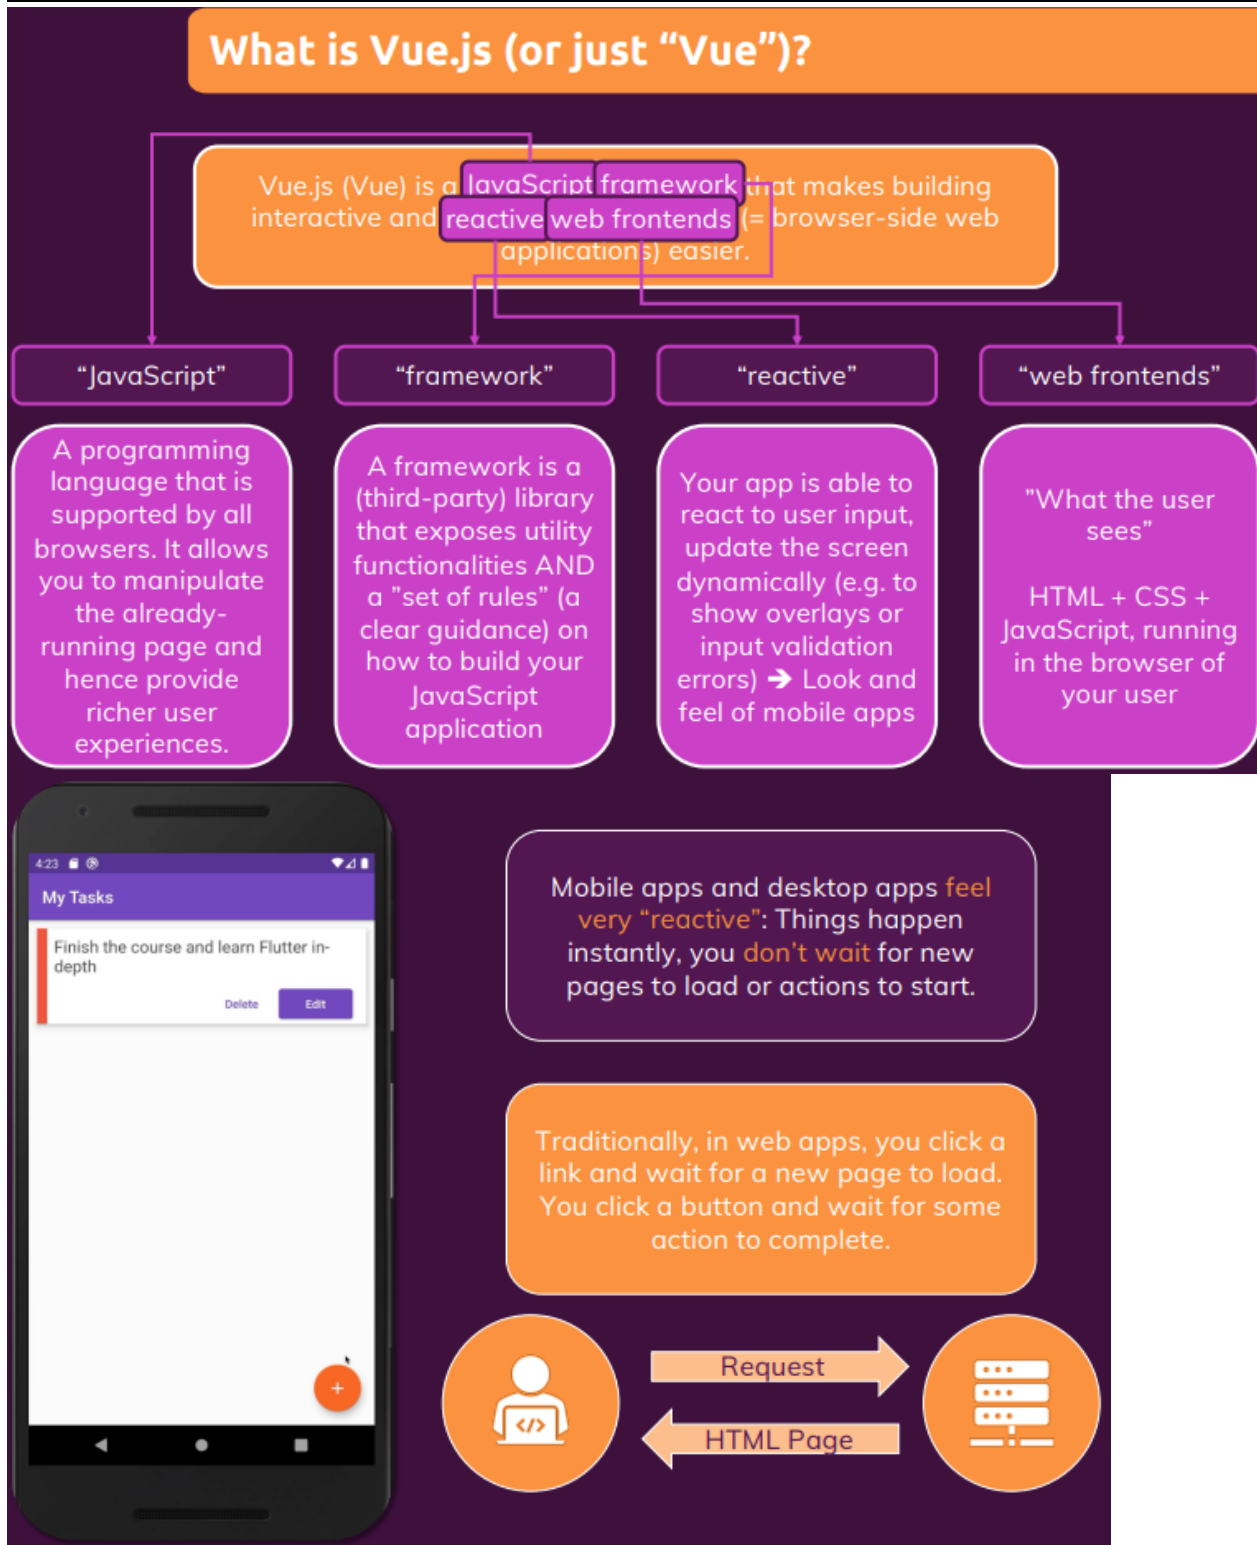 What is Vue.js (or just “Vue”)?
Vue.js (Vue) is a JavaScript framework that makes building
interactive and reactive web frontends (= browser-side web
applications) easier.
“JavaScript”
A programming
language that is
supported by all
browsers. It allows
you to manipulate
the already-
running page and
hence provide
richer user
experiences.
“framework”
A framework is a
(third-party) library
that exposes utility
functionalities AND
a ”set of rules” (a
clear guidance) on
how to build your
JavaScript
application
“reactive”
Your app is able to
react to user input,
update the screen
dynamically (e.g. to
show overlays or
input validation
errors) ➔ Look and
feel of mobile apps
“web frontends”
”What the user
sees”
HTML + CSS +
JavaScript, running
in the browser of
your user
4:23
My Tasks
Finish the course and learn Flutter in-
depth
Delete
Edit
+
Mobile apps and desktop apps feel
very “reactive”: Things happen
instantly, you don’t wait for new
pages to load or actions to start.
Traditionally, in web apps, you click a
link and wait for a new page to load.
You click a button and wait for some
action to complete.
</>
Request
HTML Page